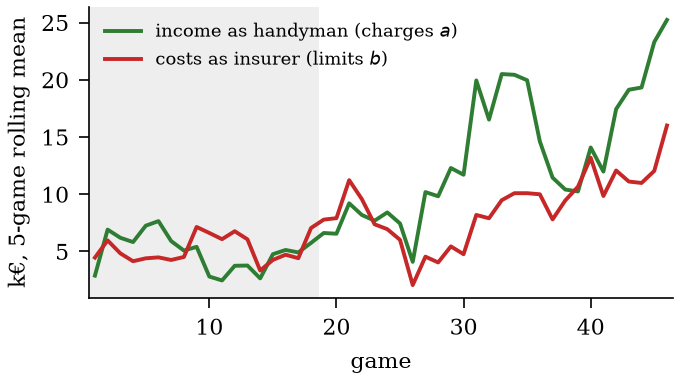 k€, 5-game rolling mean
25
20
15
10
5
income as handyman (charges a)
costs as insurer (limits b)
10
20
30
40
game